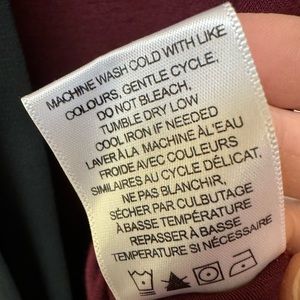 MACHINE WASH COLD WITH LIKE
COLOURS, GENTLE CYCLE.
DO NOT BLEACH.
TUMBLE DRY LOW
COOL IRON IF NEEDED
LAVER À LA MACHINE ÀL'EAU
FROIDE AVEC COULEURS
SIMILAIRES AU CYCLE DÉLICAT.
NE PAS BLANCHIR.
SÉCHER PAR CULBUTAGE
À BASSE TEMPÉRATURE
REPASSER À BASSE
TEMPERATURE SI NÉCESSAIRE.